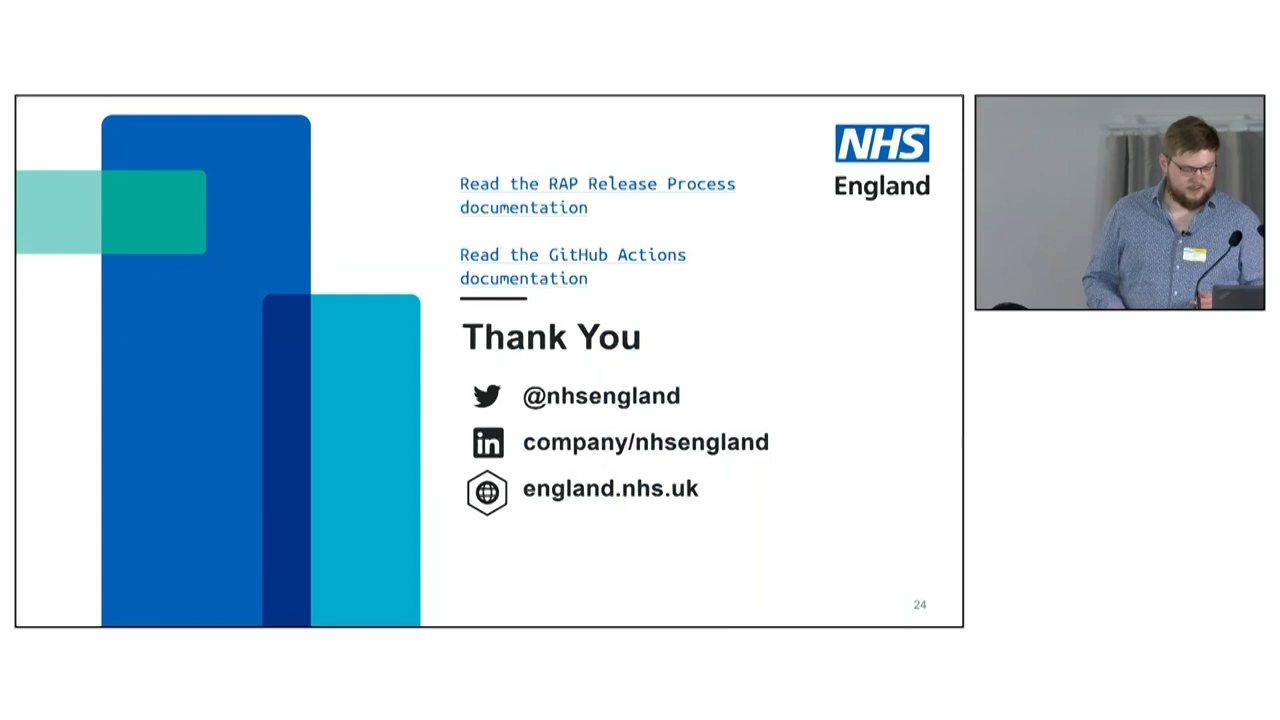 Read the RAP Release Process
documentation
NHS
England
Read the GitHub Actions
documentation
Thank You
@nhsengland
in
company/nhsengland
england.nhs.uk
24